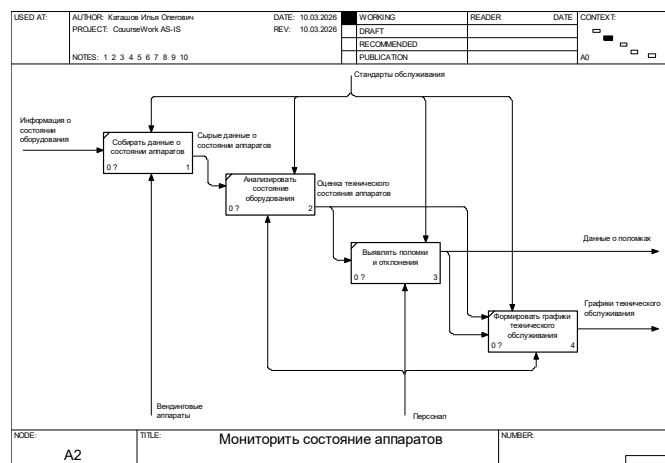 USED AT:
AUTHOR: Каташов Илья Олегович
DATE: 10.03.2026
PROJECT: CouurseWork AS-IS
REV: 10.03.2026
NOTES: 1 2 3 4 5 6 7 8 9 10
WORKING
DRAFT
RECOMMENDED
PUBLICATION
READER
DATE
CONTEXT:
A0
Стандарты обслуживания
Информация о
состоянии
оборудования
Собирать данные о
состоянии аппаратов
0 ?
1
Сырые данные о
состоянии аппаратов
Анализировать
состояние
оборудования
0 ?
2
Оценка технического
состояния аппаратов
Выявлять поломки
и отклонения
0 ?
3
Данные о поломках
Графики технического
обслуживания
Формировать графики
технического
обслуживания
0 ?
4
Вендинговые
аппараты
Персонал
NODE:
A2
TITLE:
Мониторить состояние аппаратов
NUMBER: